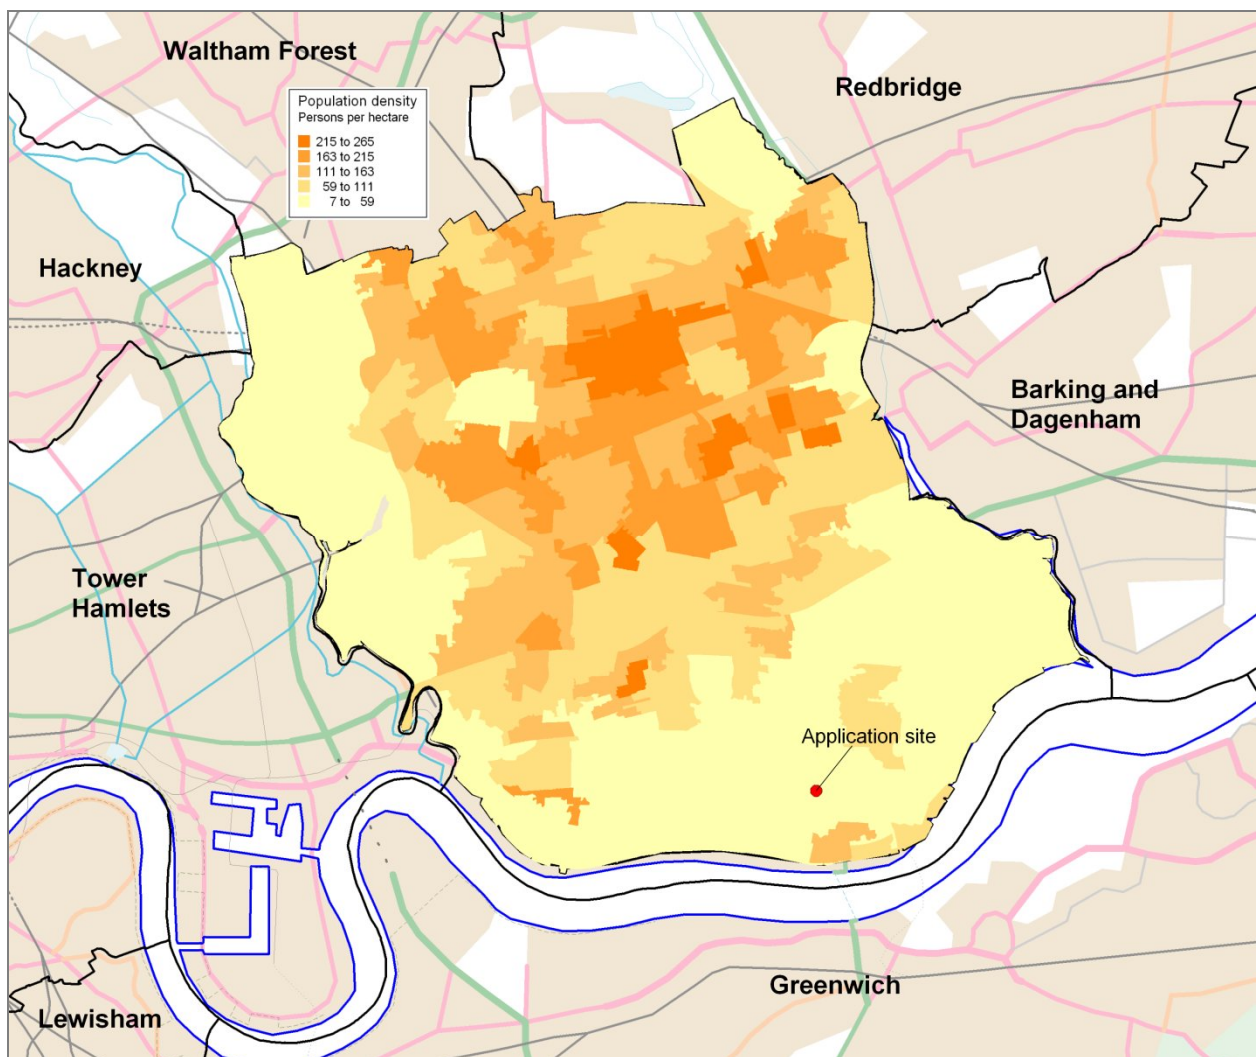 Waltham Forest
Redbridge
Population density
Persons per hectare
215 to 265
163 to 215
111 to 163
59 to 111
7 to 59
Hackney
Barking and
Dagenham
Tower
Hamlets
Application site
Greenwich
Lewisham